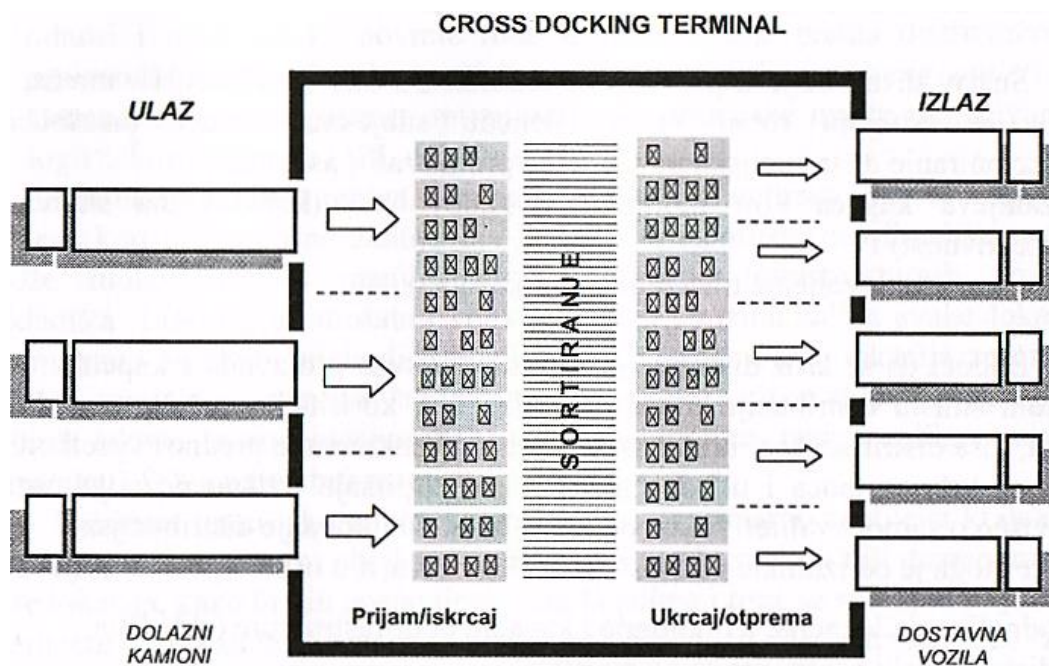 CROSS DOCKING TERMINAL
ULAZ
IZLAZ
SORTIRANJE
Prijam/iskrcaj
Ukrcaj/otprema
DOLAZNI
KAMIONI
DOSTAVNA
VOZILA